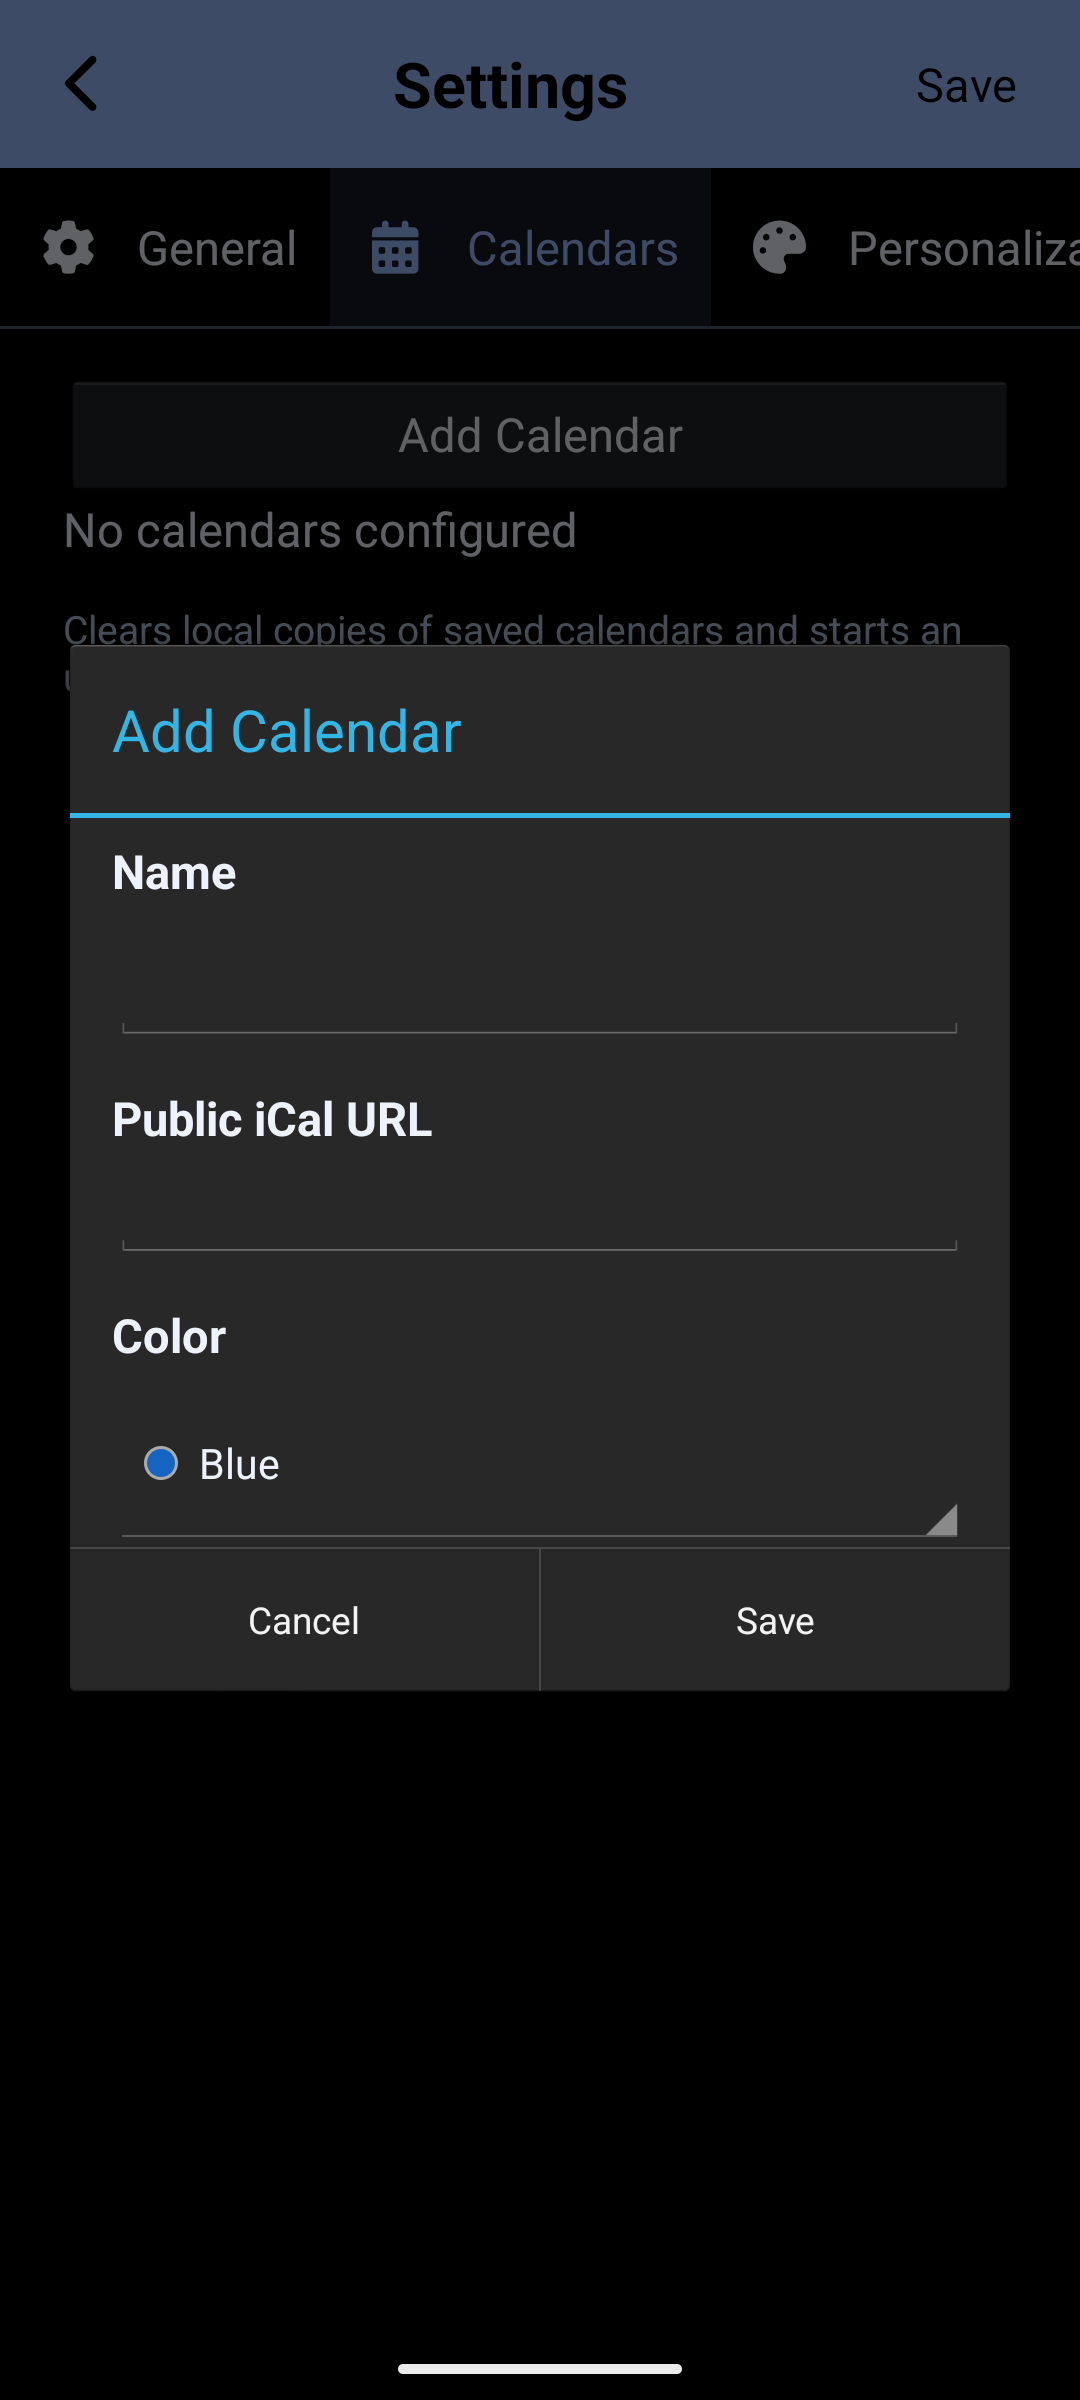 Settings
Save
General
Calendars
Personaliza
Add Calendar
No calendars configured
Clears local copies of saved calendars and starts an
Add Calendar
Name
Public iCal URL
Color
Blue
Cancel
Save